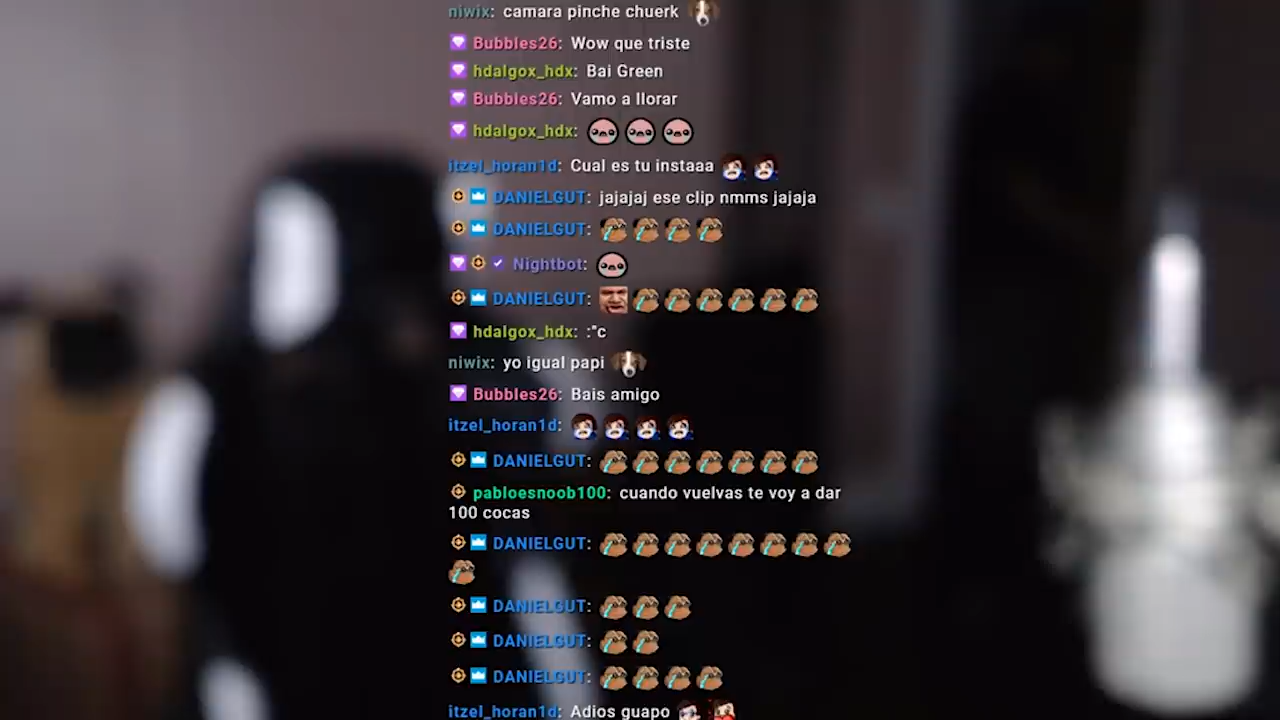 niwix: camara pinche chuerk
Bubbles26: Wow que triste
hdalgox_hdx: Bai Green
Bubbles26: Vamo a llorar
hdalgox_hdx:
itzel_horan1d: Cual es tu instaaa
DANIELGUT: jajajaj ese clip nmms jajaja
DANIELGUT:
Nightbot:
DANIELGUT:
hdalgox_hdx: :"c
niwix: yo igual papi
Bubbles26: Bais amigo
itzel_horan1d:
DANIELGUT:
pabloesnoob100: cuando vuelvas te voy a dar
100 cocas
DANIELGUT:
DANIELGUT:
DANIELGUT:
DANIELGUT:
itzel_horan1d: Adios guapo